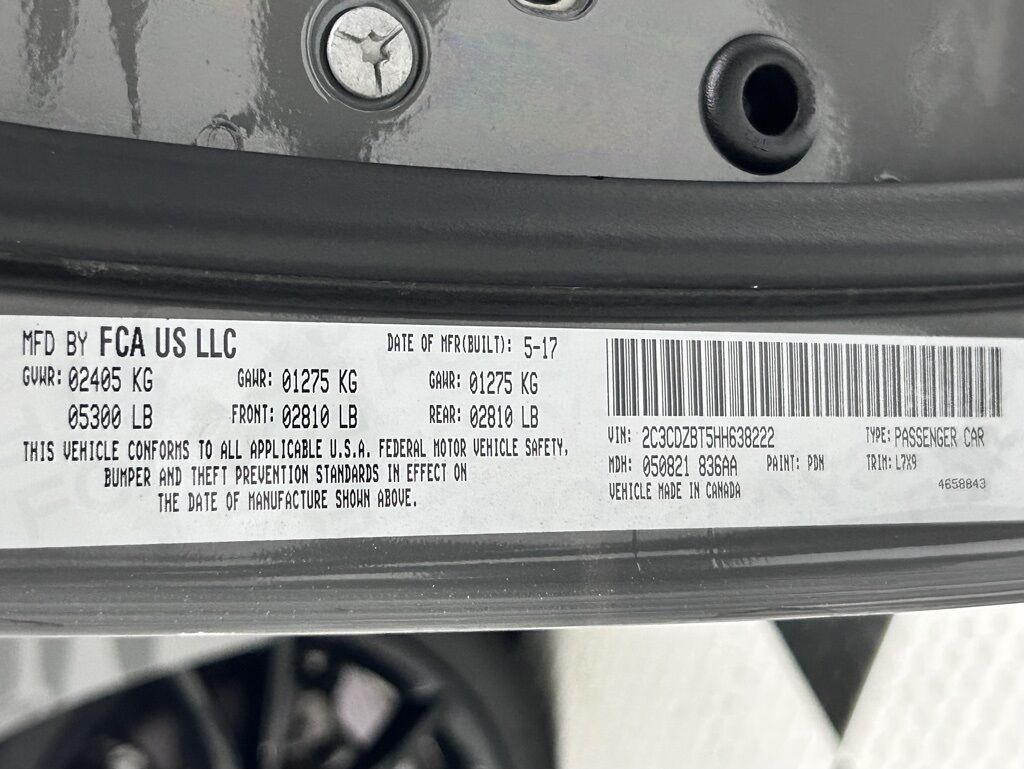 MFD BY FCA US LLC DATE OF MFR(BUILT): 5-17
GVWR: 02405 KG GAWR: 01275 KG GAWR: 01275 KG
05300 LB FRONT: 02810 LB REAR: 02810 LB
THIS VEHICLE CONFORMS TO ALL APPLICABLE U.S.A. FEDERAL MOTOR VEHICLE SAFETY,
BUMPER AND THEFT PREVENTION STANDARDS IN EFFECT ON
THE DATE OF MANUFACTURE SHOWN ABOVE.
VIN: 2C3CDZBT5HH638222 TYPE: PASSENGER CAR
MDH: 050821 836AA PAINT: PDN TRIM: L7X9
VEHICLE MADE IN CANADA 4658843